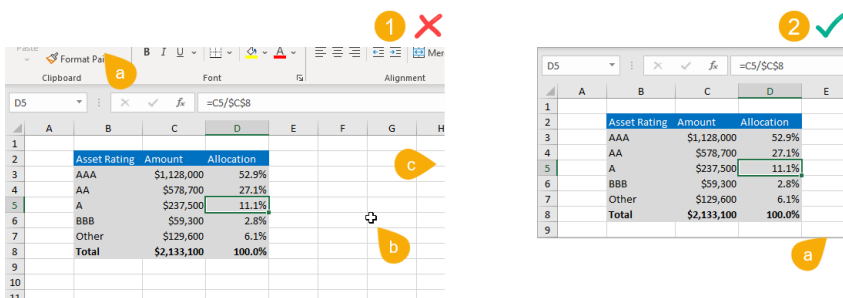 1
2
Paste
Format Pai
a
B I U A
Mer
Clipboard Font Alignment
D5 fx =C5/$C$8
A B C D E F G H
1
2 Asset Rating Amount Allocation
3 AAA $1,128,000 52.9%
4 AA $578,700 27.1%
5 A $237,500 11.1%
6 BBB $59,300 2.8%
7 Other $129,600 6.1%
8 Total $2,133,100 100.0%
9
10
11
c
b
D5 fx =C5/$C$8
A B C D E
1
2 Asset Rating Amount Allocation
3 AAA $1,128,000 52.9%
4 AA $578,700 27.1%
5 A $237,500 11.1%
6 BBB $59,300 2.8%
7 Other $129,600 6.1%
8 Total $2,133,100 100.0%
9
a